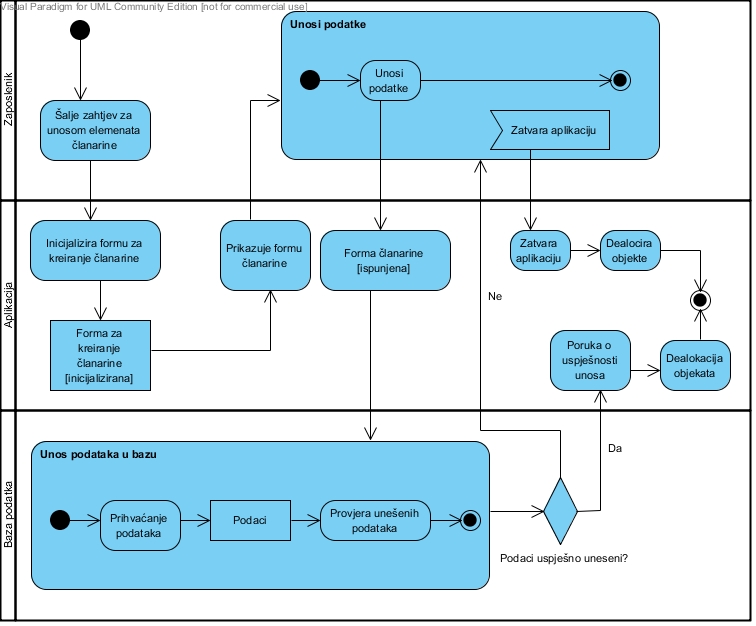 Visual Paradigm for UML Community Edition [not for commercial use]
Zaposlenik
Šalje zahtjev za
unosom elemenata
članarine
Unosi podatke
Unosi
podatke
Zatvara aplikaciju
Aplikacija
Inicijalizira formu za
kreiranje članarine
Prikazuje formu
članarine
Forma članarine
[ispunjena]
Zatvara
aplikaciju
Dealocira
objekte
Ne
Forma za
kreiranje
članarine
[inicijalizirana]
Poruka o
uspješnosti
unosa
Dealokacija
objekata
Baza podatka
Unos podataka u bazu
Da
Prihvaćanje
podataka
Podaci
Provjera unešenih
podataka
Podaci uspješno uneseni?